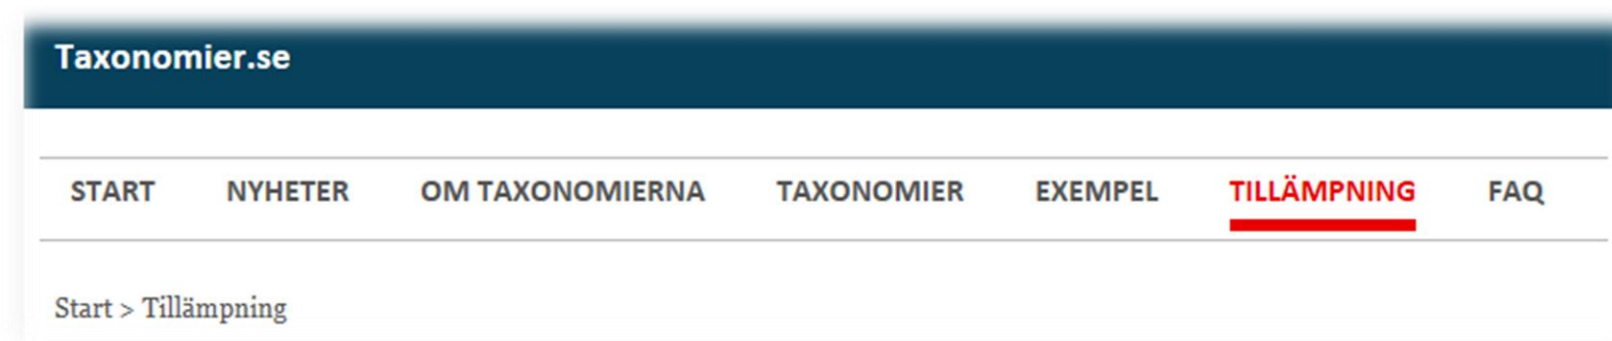 Taxonomier.se
START NYHETER OM TAXONOMIERNA TAXONOMIER EXEMPEL TILLÄMPNING FAQ
Start > Tillämpning